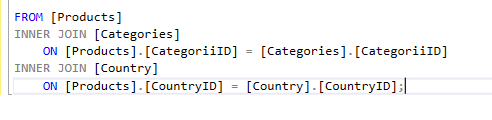 FROM [Products]
INNER JOIN [Categories]
ON [Products].[CategoriiID] = [Categories].[CategoriiID]
INNER JOIN [Country]
ON [Products].[CountryID] = [Country].[CountryID];